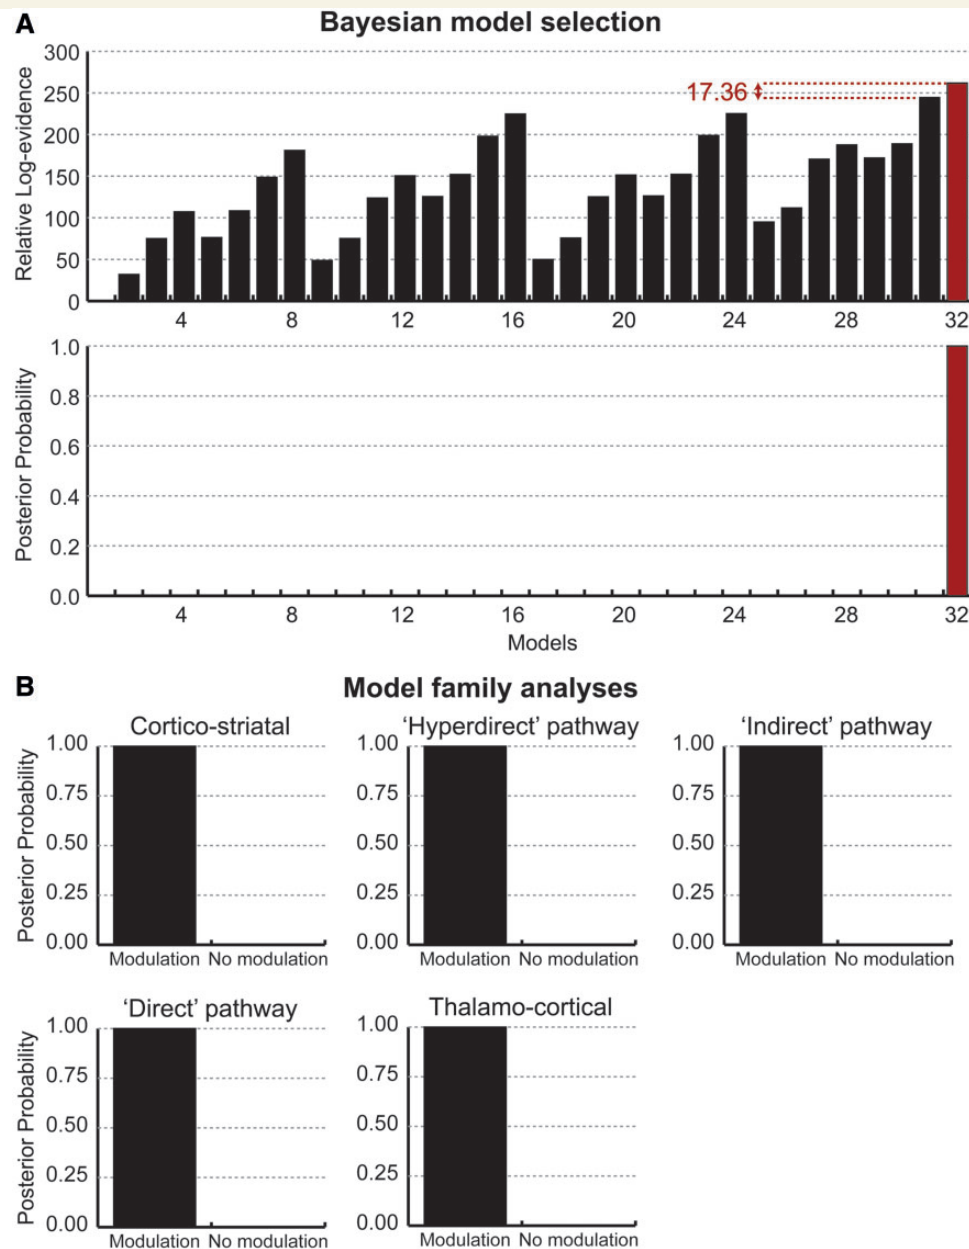 A
Bayesian model selection
Relative Log-evidence
300
250
200
150
100
50
0
17.36
4 8 12 16 20 24 28 32
Posterior Probability
1.0
0.8
0.6
0.4
0.2
0.0
4 8 12 16 20 24 28 32
Models
B
Model family analyses
Cortico-striatal
Posterior Probability
1.00
0.75
0.50
0.25
0.00
Modulation No modulation
‘Hyperdirect’ pathway
1.00
0.75
0.50
0.25
0.00
Modulation No modulation
‘Indirect’ pathway
1.00
0.75
0.50
0.25
0.00
Modulation No modulation
‘Direct’ pathway
Posterior Probability
1.00
0.75
0.50
0.25
0.00
Modulation No modulation
Thalamo-cortical
1.00
0.75
0.50
0.25
0.00
Modulation No modulation